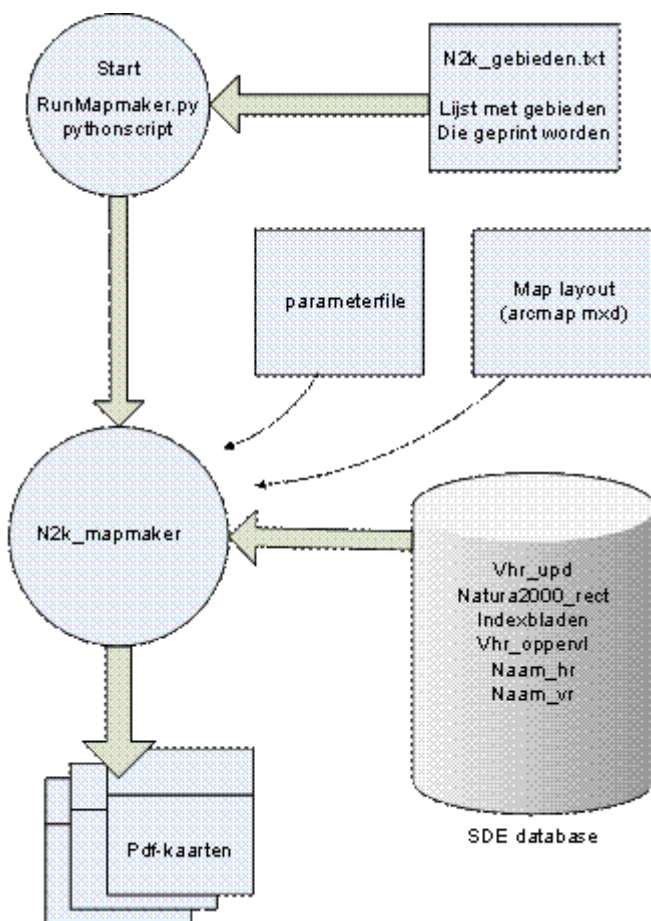 Start
RunMapmaker.py
pythonscript
N2k_gebieden.txt
Lijst met gebieden
Die geprint worden
parameterfile
Map layout
(arcmap mxd)
N2k_mapmaker
Vhr_upd
Natura2000_rect
Indexbladen
Vhr_oppervl
Naam_hr
Naam_vr
SDE database
Pdf-kaarten